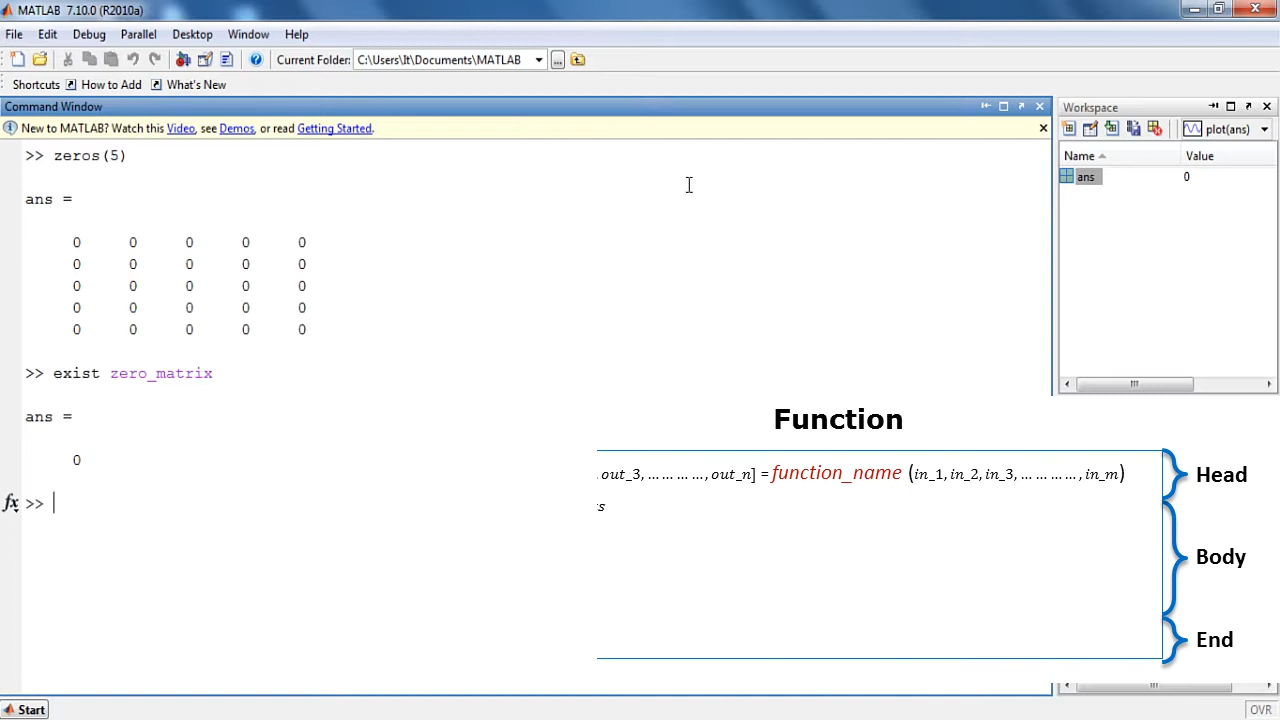 MATLAB 7.10.0 (R2010a)
File Edit Debug Parallel Desktop Window Help
Current Folder: C:\Users\It\Documents\MATLAB ...
Shortcuts How to Add What's New
Command Window
New to MATLAB? Watch this Video, see Demos, or read Getting Started.
>> zeros(5)
ans =
0 0 0 0 0
0 0 0 0 0
0 0 0 0 0
0 0 0 0 0
0 0 0 0 0
>> exist zero_matrix
ans =
0
fx >>
Workspace
plot(ans)
Name Value
ans 0
Function
, out_3, … … … …, out_n] = function_name (in_1, in_2, in_3, … … … …, in_m)
Head
Body
End
Start
OVR